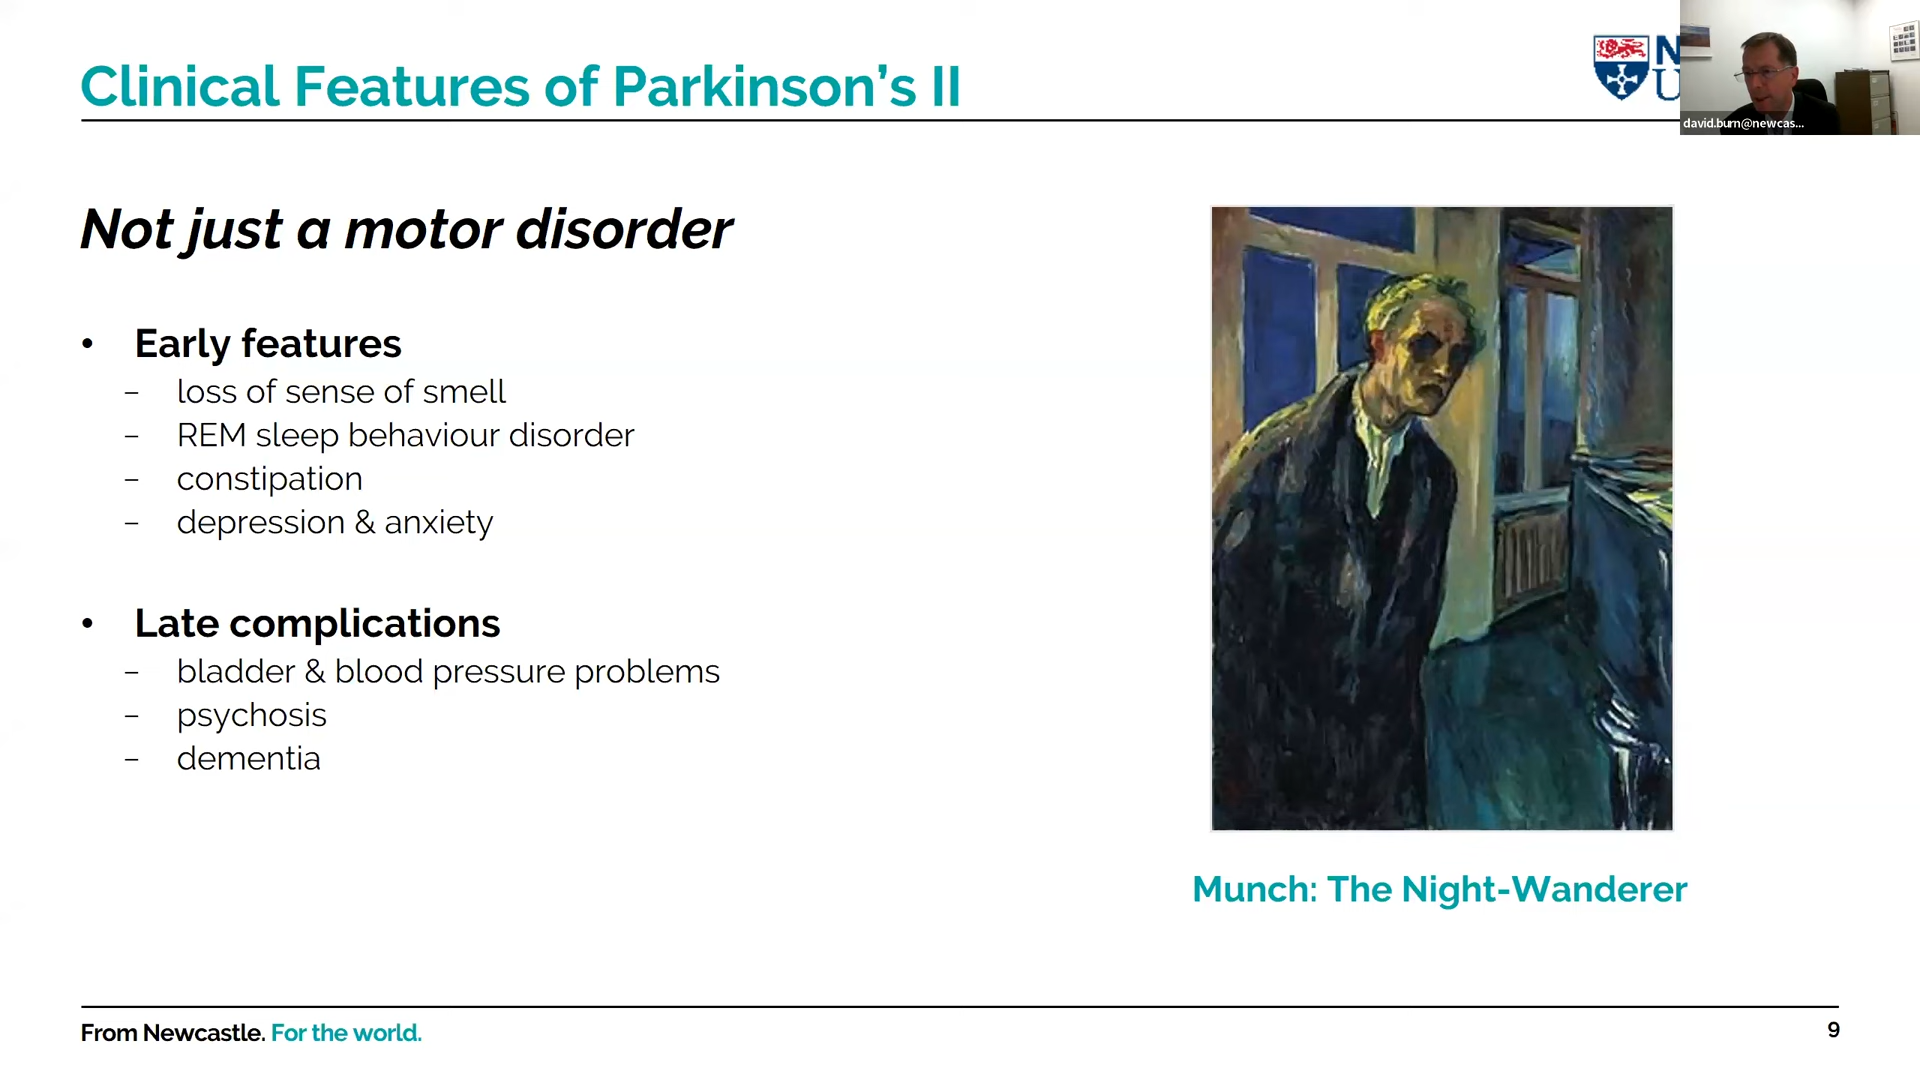 Clinical Features of Parkinson’s II
N
U
david.burn@newcas...
Not just a motor disorder
• Early features
– loss of sense of smell
– REM sleep behaviour disorder
– constipation
– depression & anxiety
• Late complications
– bladder & blood pressure problems
– psychosis
– dementia
Munch: The Night-Wanderer
From Newcastle. For the world.
9